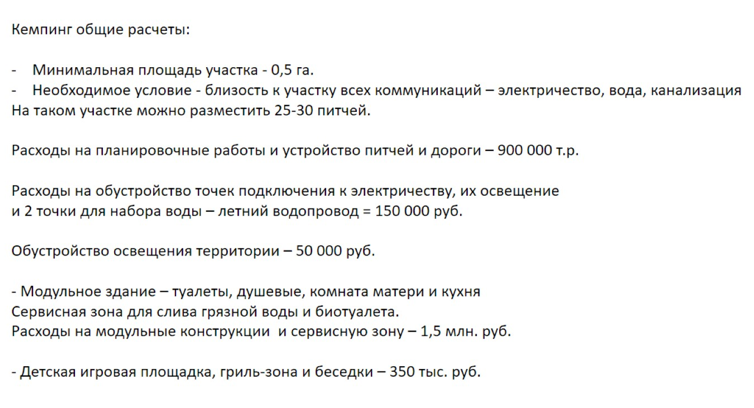 Кемпинг общие расчеты:
- Минимальная площадь участка - 0,5 га.
- Необходимое условие - близость к участку всех коммуникаций – электричество, вода, канализация
На таком участке можно разместить 25-30 питчей.
Расходы на планировочные работы и устройство питчей и дороги – 900 000 т.р.
Расходы на обустройство точек подключения к электричеству, их освещение
и 2 точки для набора воды – летний водопровод = 150 000 руб.
Обустройство освещения территории – 50 000 руб.
- Модульное здание – туалеты, душевые, комната матери и кухня
Сервисная зона для слива грязной воды и биотуалета.
Расходы на модульные конструкции и сервисную зону – 1,5 млн. руб.
- Детская игровая площадка, гриль-зона и беседки – 350 тыс. руб.